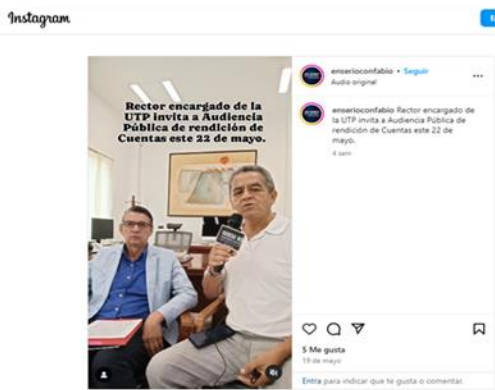 Instagram
Rector encargado de la
UTP invita a Audiencia
Pública de rendición de
Cuentas este 22 de mayo.
enserioconfabio • Seguir
Audio original
enserioconfabio Rector encargado de
la UTP invita a Audiencia Pública de
rendición de Cuentas este 22 de
mayo.
4 sem
5 Me gusta
19 de mayo
Entra para indicar que te gusta o comentar.